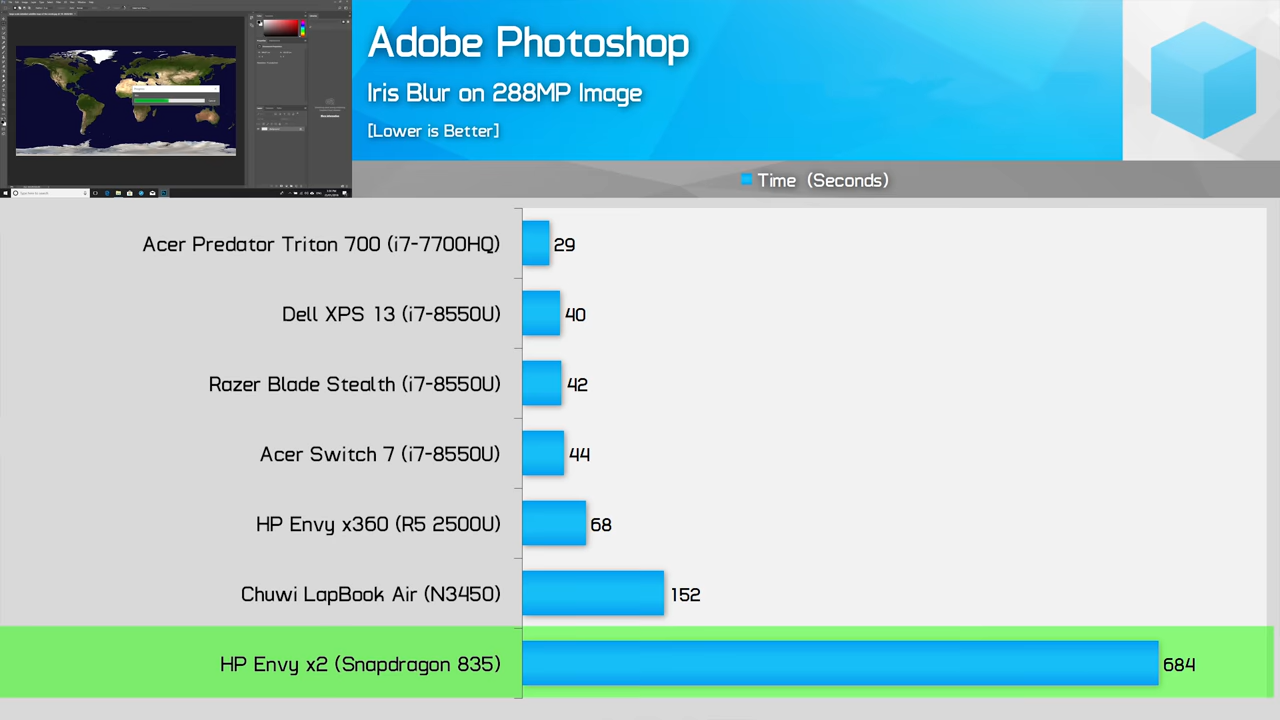 Adobe Photoshop
Iris Blur on 288MP Image
[Lower is Better]
Time (Seconds)
Acer Predator Triton 700 (i7-7700HQ) 29
Dell XPS 13 (i7-8550U) 40
Razer Blade Stealth (i7-8550U) 42
Acer Switch 7 (i7-8550U) 44
HP Envy x360 (R5 2500U) 68
Chuwi LapBook Air (N3450) 152
HP Envy x2 (Snapdragon 835) 684